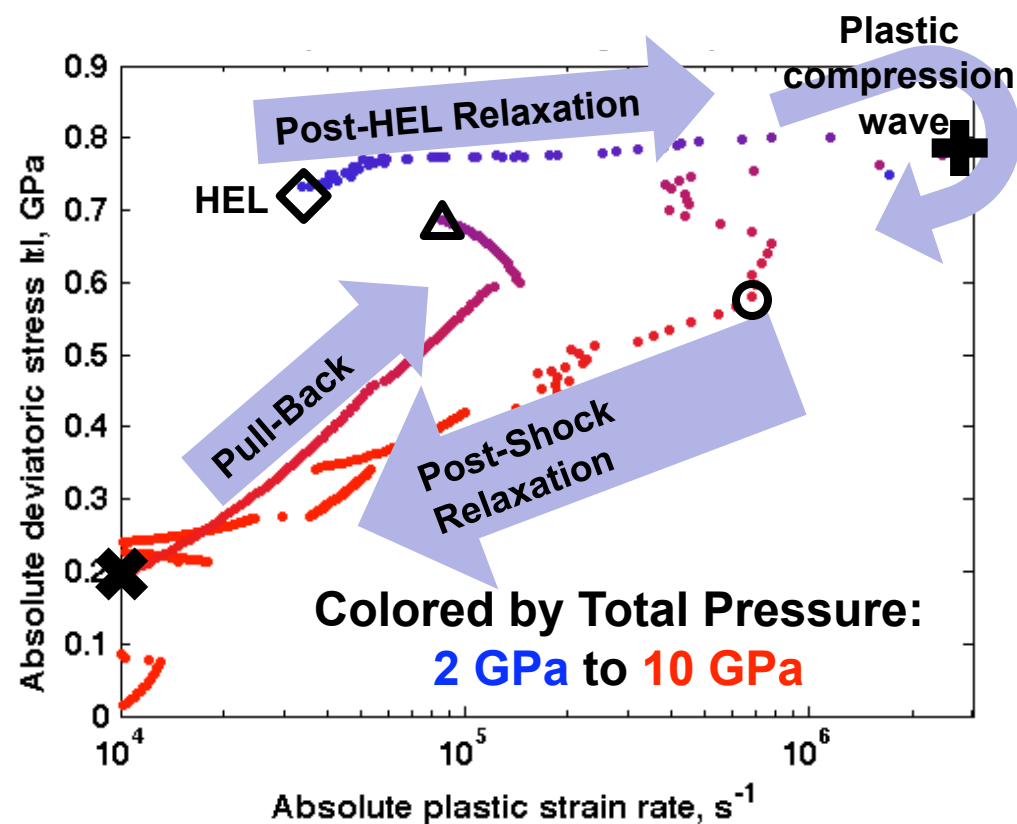 Plastic
compression
wave
Post-HEL Relaxation
HEL
Pull-Back
Post-Shock
Relaxation
Colored by Total Pressure:
2 GPa to 10 GPa
Absolute deviatoric stress |τ|, GPa
0.9
0.8
0.7
0.6
0.5
0.4
0.3
0.2
0.1
0
10⁴
10⁵
10⁶
Absolute plastic strain rate, s⁻¹